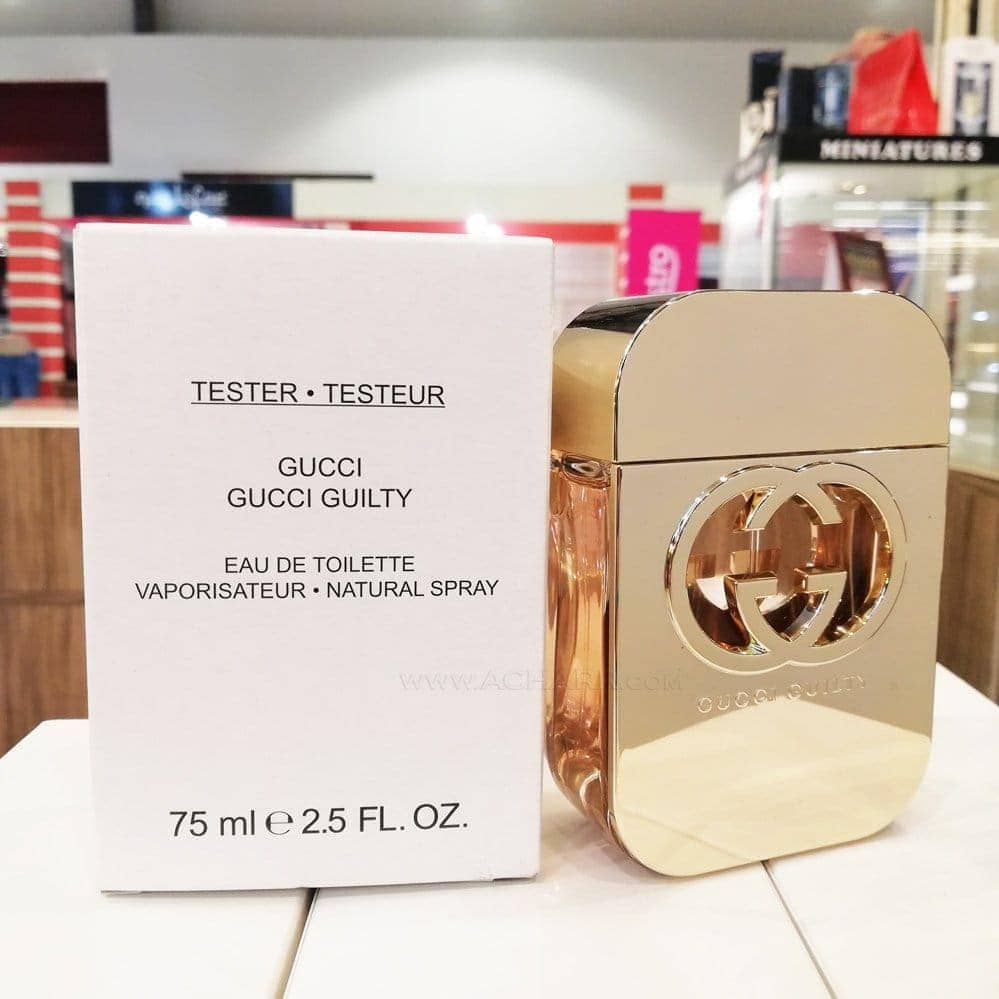 MINIATURES
stro
TESTER • TESTEUR
GUCCI
GUCCI GUILTY
EAU DE TOILETTE
VAPORISATEUR • NATURAL SPRAY
75 ml ℮ 2.5 FL. OZ.
GUCCI GUILTY